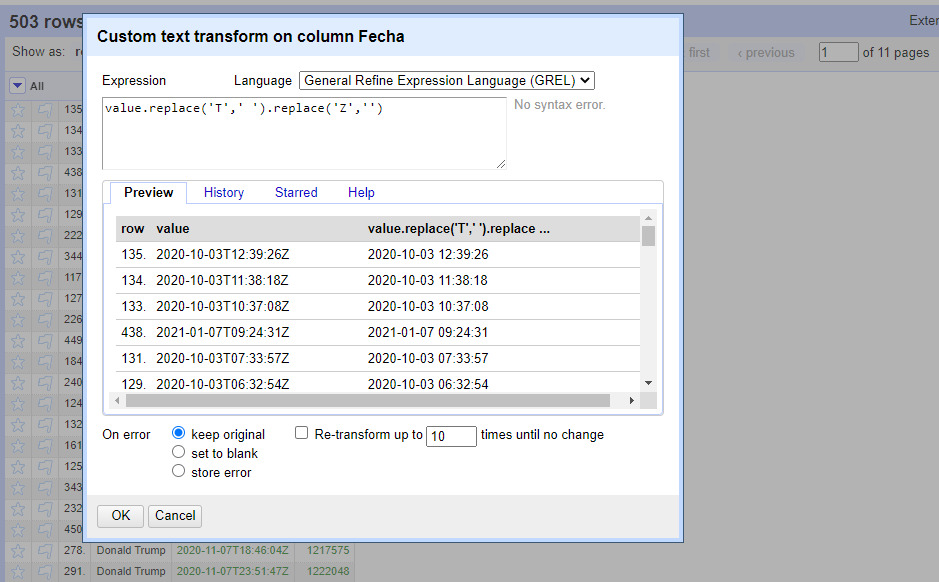 503 rows
Exten
Custom text transform on column Fecha
Show as:
first ‹ previous 1 of 11 pages
Expression Language General Refine Expression Language (GREL)
All
value.replace('T',' ').replace('Z','')
No syntax error.
Preview History Starred Help
row value value.replace('T',' ').replace ...
135. 2020-10-03T12:39:26Z 2020-10-03 12:39:26
134. 2020-10-03T11:38:18Z 2020-10-03 11:38:18
133. 2020-10-03T10:37:08Z 2020-10-03 10:37:08
438. 2021-01-07T09:24:31Z 2021-01-07 09:24:31
131. 2020-10-03T07:33:57Z 2020-10-03 07:33:57
129. 2020-10-03T06:32:54Z 2020-10-03 06:32:54
135
134
133
438
131
129
222
344
117
127
226
449
184
240
124
132
161
125
343
232
450
On error keep original Re-transform up to 10 times until no change
set to blank
store error
OK Cancel
278. Donald Trump 2020-11-07T18:46:04Z 1217575
291. Donald Trump 2020-11-07T23:51:47Z 1222048